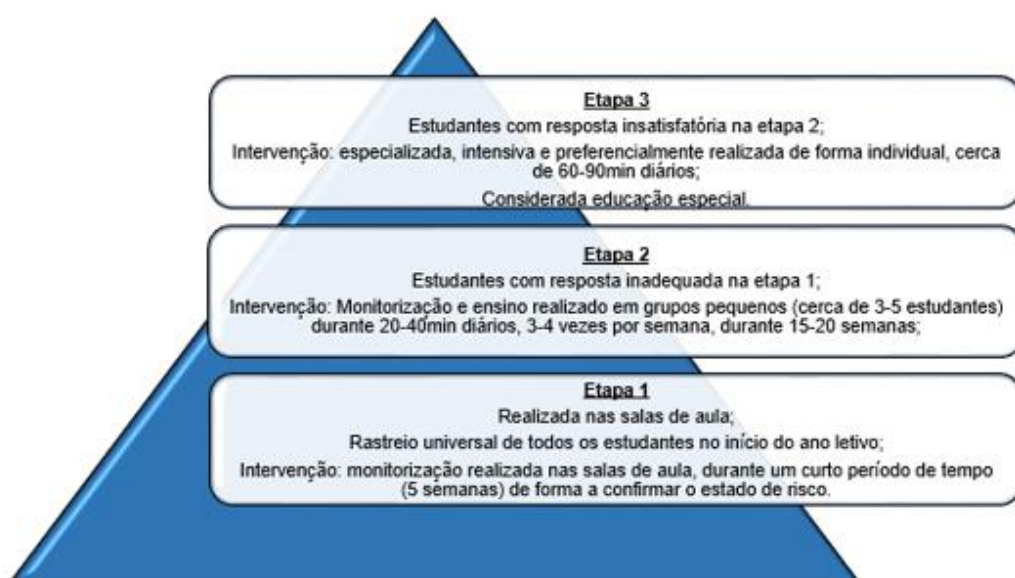 Etapa 3
Estudantes com resposta insatisfatória na etapa 2;
Intervenção: especializada, intensiva e preferencialmente realizada de forma individual, cerca
de 60-90min diários;
Considerada educação especial.
Etapa 2
Estudantes com resposta inadequada na etapa 1;
Intervenção: Monitorização e ensino realizado em grupos pequenos (cerca de 3-5 estudantes)
durante 20-40min diários, 3-4 vezes por semana, durante 15-20 semanas;
Etapa 1
Realizada nas salas de aula;
Rastreio universal de todos os estudantes no início do ano letivo;
Intervenção: monitorização realizada nas salas de aula, durante um curto período de tempo
(5 semanas) de forma a confirmar o estado de risco.